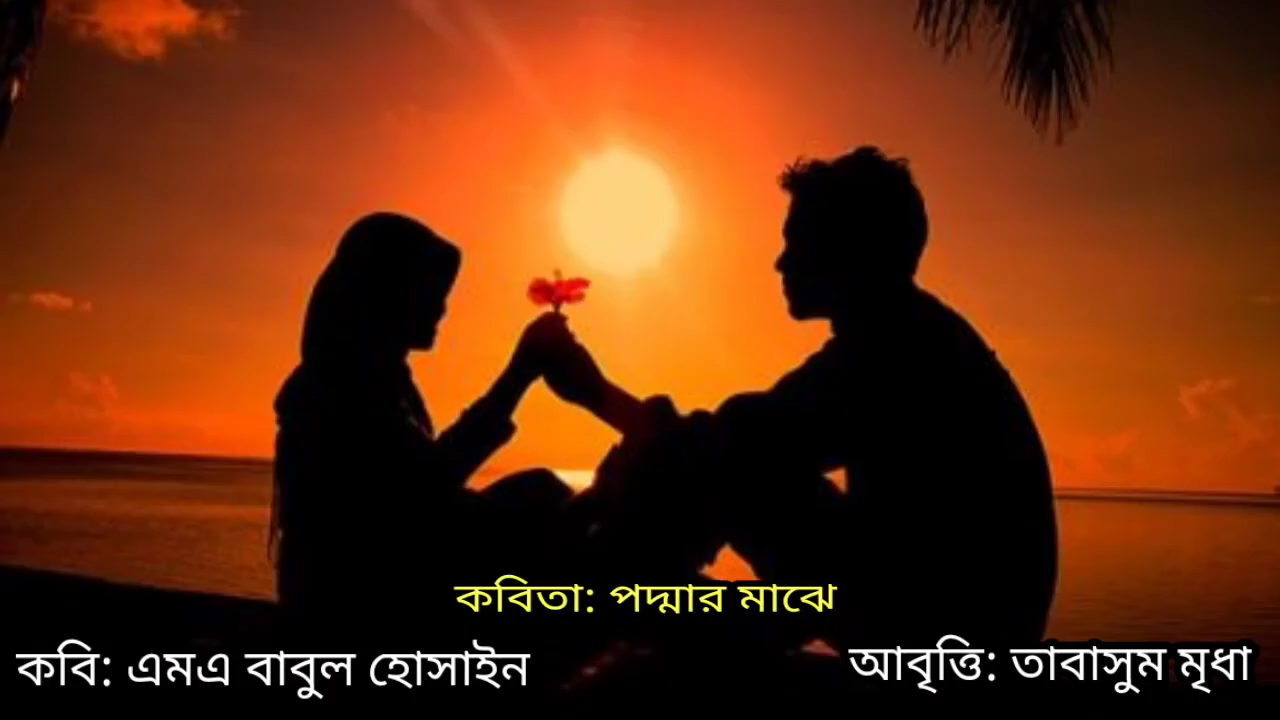 কবিতা: পদ্মার মাঝে
কবি: এমএ বাবুল হোসাইন
আবৃত্তি: তাবাসুম মৃধা